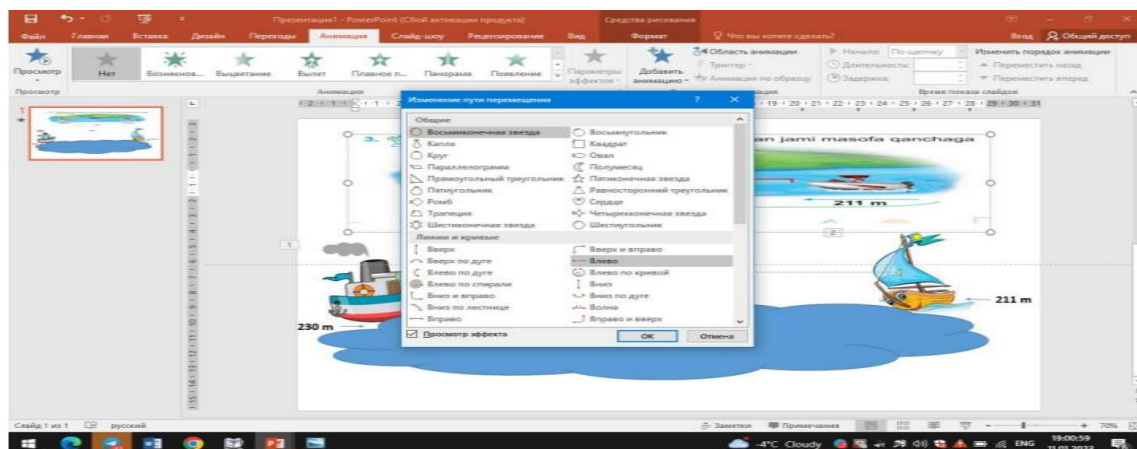 Презентация1 - PowerPoint (Сбой активации продукта)
Средства рисования
Файл Главная Вставка Дизайн Переходы Анимация Слайд-шоу Рецензирование Вид Формат Что вы хотите сделать? Вход Общий доступ
Просмотр
Нет Возникнов... Выцветание Вылет Плавное п... Панорама Появление
Параметры эффектов
Добавить анимацию
Область анимации
Триггер
Анимация по образцу
Начало: По щелчку
Длительность:
Задержка:
Изменить порядок анимации
Переместить назад
Переместить вперед
Просмотр Анимация Время показа слайдов
Изменение пути перемещения ? ×
Общие
Восьмиконечная звезда Восьмиугольник
Капля Квадрат
Круг Овал
Параллелограмм Полумесяц
Прямоугольный треугольник Пятиконечная звезда
Пятиугольник Равносторонний треугольник
Ромб Сердце
Трапеция Четырехконечная звезда
Шестиконечная звезда Шестиугольник
Линии и кривые
Вверх Вверх и вправо
Вверх по дуге Влево
Влево по дуге Влево по кривой
Влево по спирали Вниз
Вниз и вправо Вниз по дуге
Вниз по лестнице Волна
Вправо Вправо и вверх
Просмотр эффекта OK Отмена
3.
jami masofa qanchaga
211 m
1
2
230 m
211 m
Слайд 1 из 1 русский Заметки Примечания 70%
-4°C Cloudy ENG 19:00:59
11.01.2023